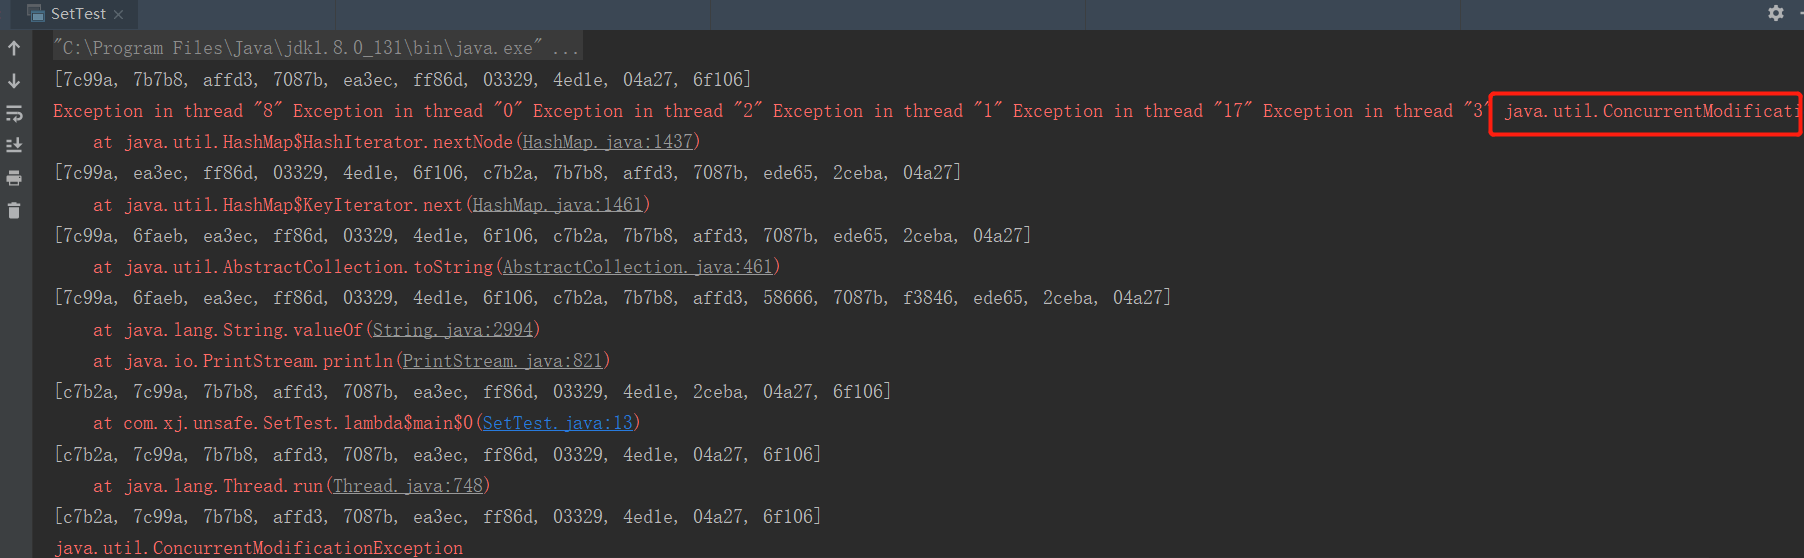 SetTest
"C:\Program Files\Java\jdk1.8.0_131\bin\java.exe" ...
[7c99a, 7b7b8, affd3, 7087b, ea3ec, ff86d, 03329, 4ed1e, 04a27, 6f106]
Exception in thread "8" Exception in thread "0" Exception in thread "2" Exception in thread "1" Exception in thread "17" Exception in thread "3" java.util.ConcurrentModificati
at java.util.HashMap$HashIterator.nextNode(HashMap.java:1437)
[7c99a, ea3ec, ff86d, 03329, 4ed1e, 6f106, c7b2a, 7b7b8, affd3, 7087b, ede65, 2ceba, 04a27]
at java.util.HashMap$KeyIterator.next(HashMap.java:1461)
[7c99a, 6faeb, ea3ec, ff86d, 03329, 4ed1e, 6f106, c7b2a, 7b7b8, affd3, 7087b, ede65, 2ceba, 04a27]
at java.util.AbstractCollection.toString(AbstractCollection.java:461)
[7c99a, 6faeb, ea3ec, ff86d, 03329, 4ed1e, 6f106, c7b2a, 7b7b8, affd3, 58666, 7087b, f3846, ede65, 2ceba, 04a27]
at java.lang.String.valueOf(String.java:2994)
at java.io.PrintStream.println(PrintStream.java:821)
[c7b2a, 7c99a, 7b7b8, affd3, 7087b, ea3ec, ff86d, 03329, 4ed1e, 2ceba, 04a27, 6f106]
at com.xj.unsafe.SetTest.lambda$main$0(SetTest.java:13)
[c7b2a, 7c99a, 7b7b8, affd3, 7087b, ea3ec, ff86d, 03329, 4ed1e, 04a27, 6f106]
at java.lang.Thread.run(Thread.java:748)
[c7b2a, 7c99a, 7b7b8, affd3, 7087b, ea3ec, ff86d, 03329, 4ed1e, 04a27, 6f106]
java.util.ConcurrentModificationException